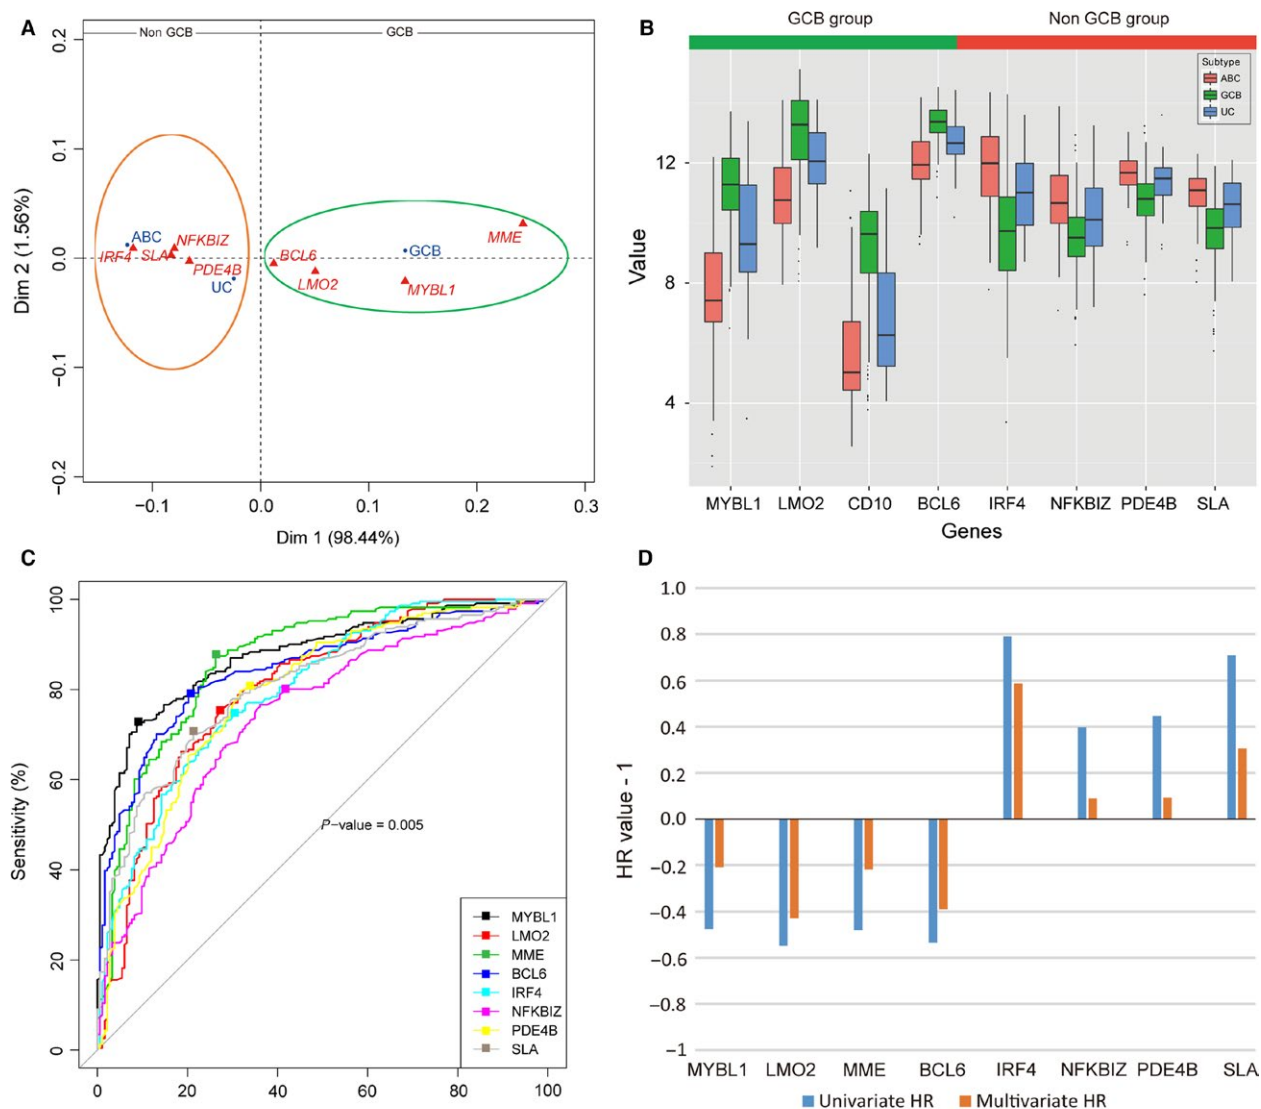 A
Non GCB
GCB
0.2
0.1
0.0
−0.1
−0.2
Dim 2 (1.56%)
ABC
IRF4
SLA
NFKBIZ
PDE4B
UC
BCL6
LMO2
GCB
MYBL1
MME
−0.1
0.0
0.1
0.2
0.3
Dim 1 (98.44%)
B
GCB group
Non GCB group
Subtype
ABC
GCB
UC
12
8
4
Value
MYBL1
LMO2
CD10
BCL6
IRF4
NFKBIZ
PDE4B
SLA
Genes
C
100
80
60
40
20
0
Sensitivity (%)
P−value = 0.005
MYBL1
LMO2
MME
BCL6
IRF4
NFKBIZ
PDE4B
SLA
0
20
40
60
80
100
D
1.0
0.8
0.6
0.4
0.2
0.0
−0.2
−0.4
−0.6
−0.8
−1
HR value - 1
MYBL1
LMO2
MME
BCL6
IRF4
NFKBIZ
PDE4B
SLA
Univariate HR
Multivariate HR